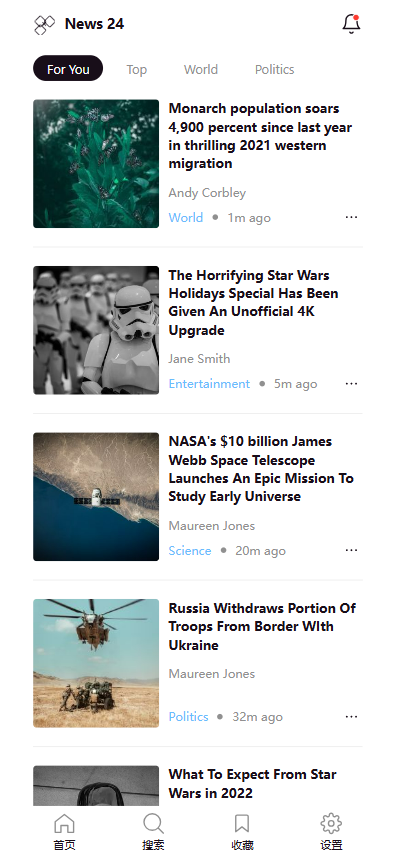 News 24
For You Top World Politics
Monarch population soars
4,900 percent since last year
in thrilling 2021 western
migration
Andy Corbley
World • 1m ago ...
The Horrifying Star Wars
Holidays Special Has Been
Given An Unofficial 4K
Upgrade
Jane Smith
Entertainment • 5m ago ...
NASA's $10 billion James
Webb Space Telescope
Launches An Epic Mission To
Study Early Universe
Maureen Jones
Science • 20m ago ...
Russia Withdraws Portion Of
Troops From Border WIth
Ukraine
Maureen Jones
Politics • 32m ago ...
What To Expect From Star
Wars in 2022
首页 搜索 收藏 设置